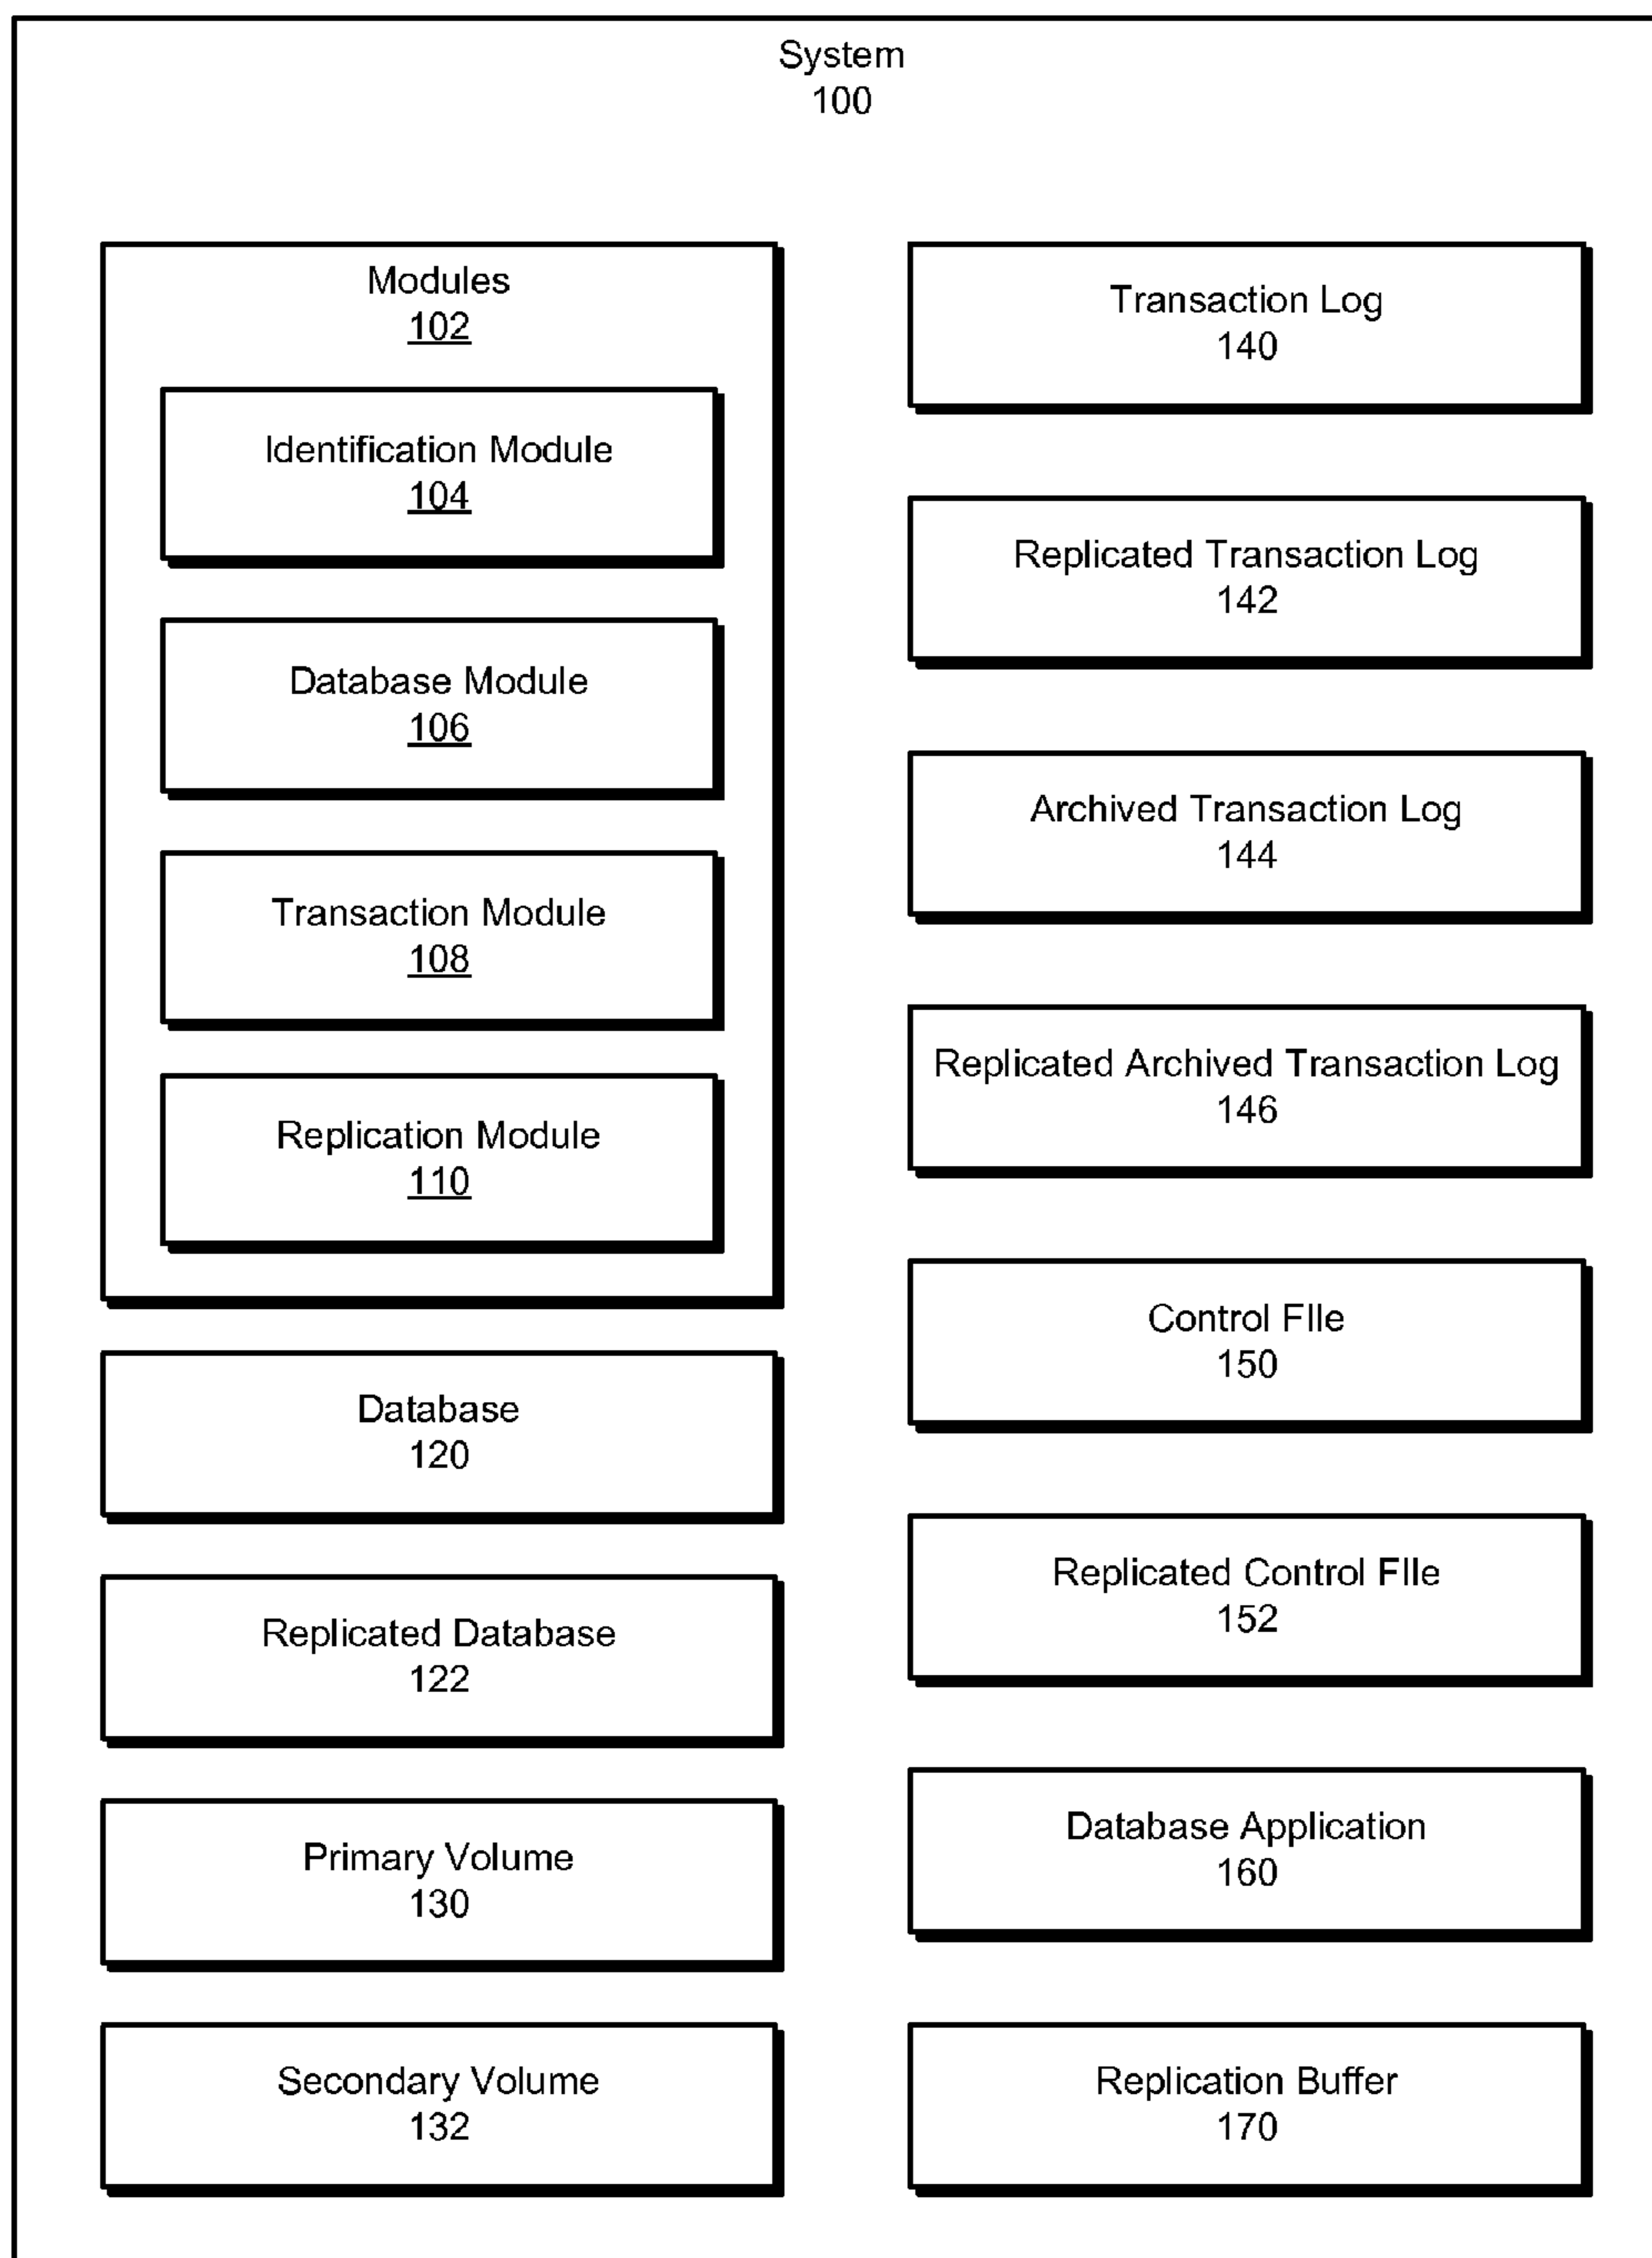 System
100
Modules
102
Identification Module
104
Database Module
106
Transaction Module
108
Replication Module
110
Database
120
Replicated Database
122
Primary Volume
130
Secondary Volume
132
Transaction Log
140
Replicated Transaction Log
142
Archived Transaction Log
144
Replicated Archived Transaction Log
146
Control FIle
150
Replicated Control FIle
152
Database Application
160
Replication Buffer
170